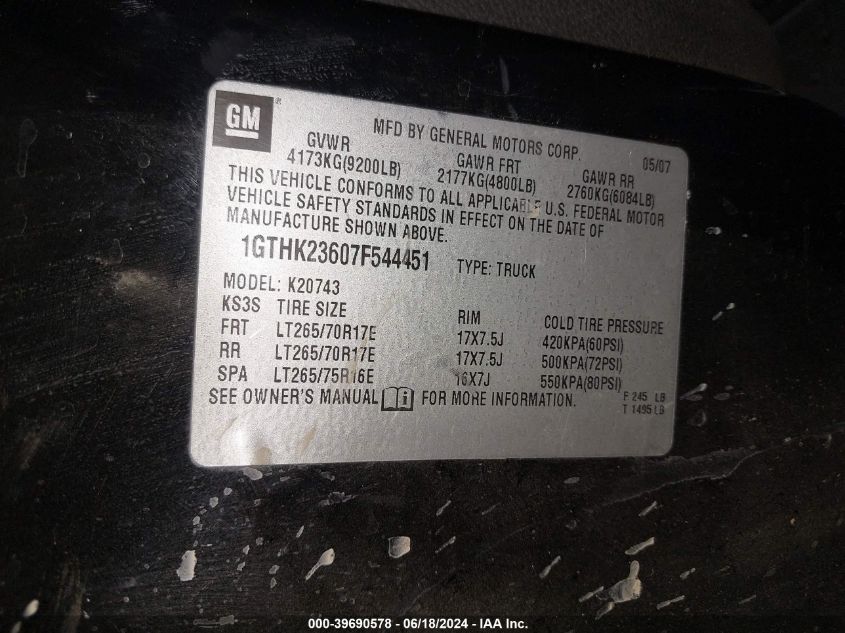 GM®
MFD BY GENERAL MOTORS CORP. 05/07
GVWR GAWR FRT GAWR RR
4173KG(9200LB) 2177KG(4800LB) 2760KG(6084LB)
THIS VEHICLE CONFORMS TO ALL APPLICABLE U.S. FEDERAL MOTOR
VEHICLE SAFETY STANDARDS IN EFFECT ON THE DATE OF
MANUFACTURE SHOWN ABOVE.
1GTHK23607F544451 TYPE: TRUCK
MODEL: K20743
KS3S TIRE SIZE RIM COLD TIRE PRESSURE
FRT LT265/70R17E 17X7.5J 420KPA(60PSI)
RR LT265/70R17E 17X7.5J 500KPA(72PSI)
SPA LT265/75R16E 16X7J 550KPA(80PSI)
SEE OWNER'S MANUAL FOR MORE INFORMATION.
F 245 LB
T 1495 LB
000-39690578 - 06/18/2024 - IAA Inc.